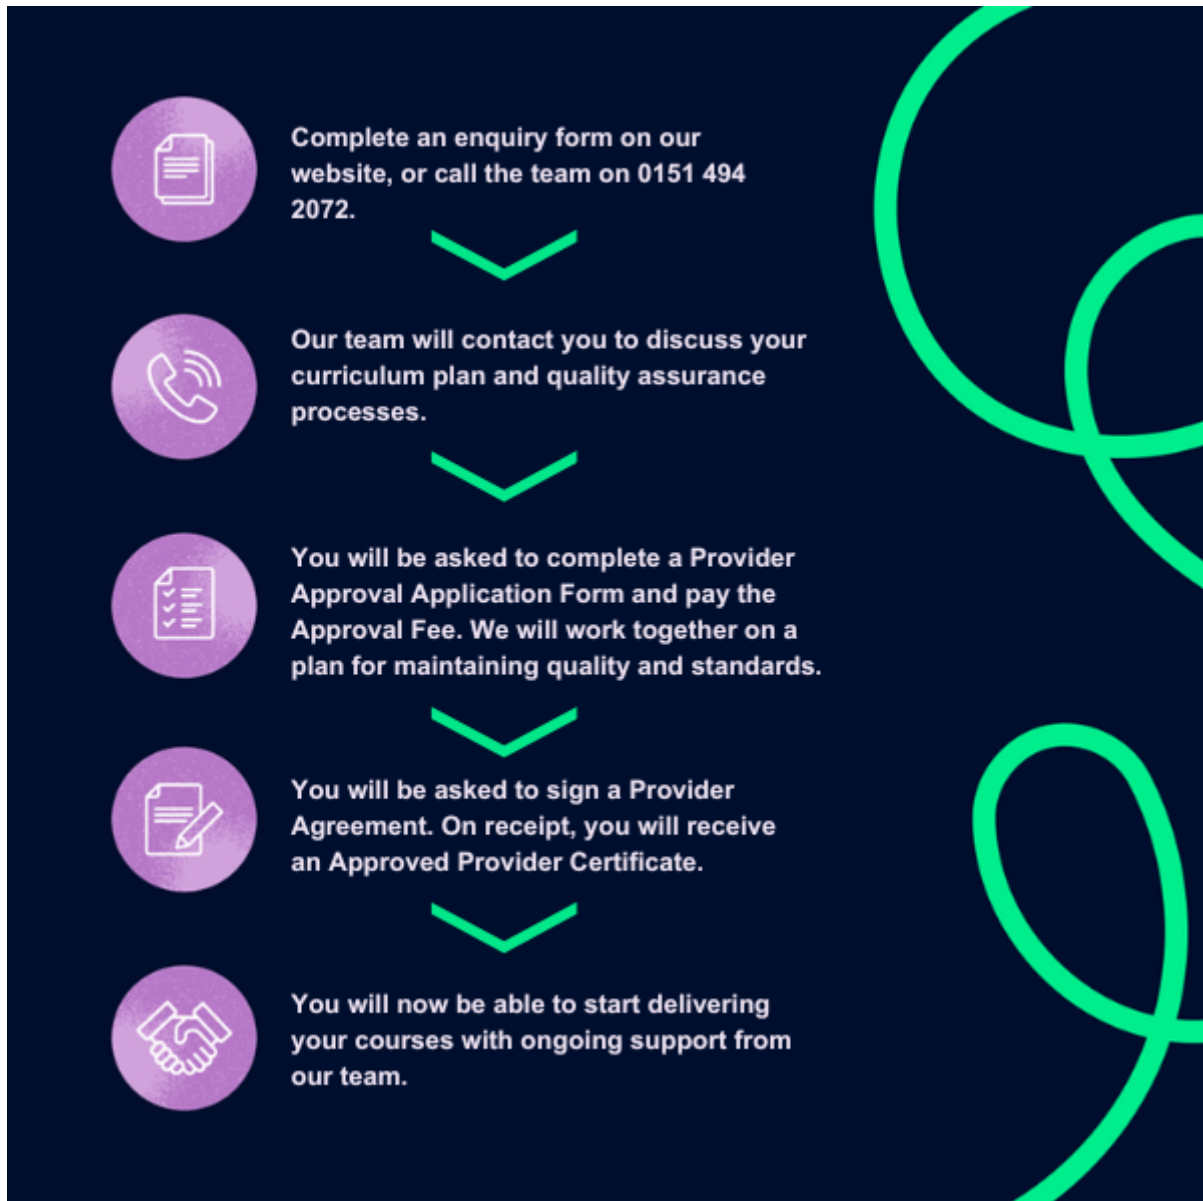 Complete an enquiry form on our
website, or call the team on 0151 494
2072.
Our team will contact you to discuss your
curriculum plan and quality assurance
processes.
You will be asked to complete a Provider
Approval Application Form and pay the
Approval Fee. We will work together on a
plan for maintaining quality and standards.
You will be asked to sign a Provider
Agreement. On receipt, you will receive
an Approved Provider Certificate.
You will now be able to start delivering
your courses with ongoing support from
our team.